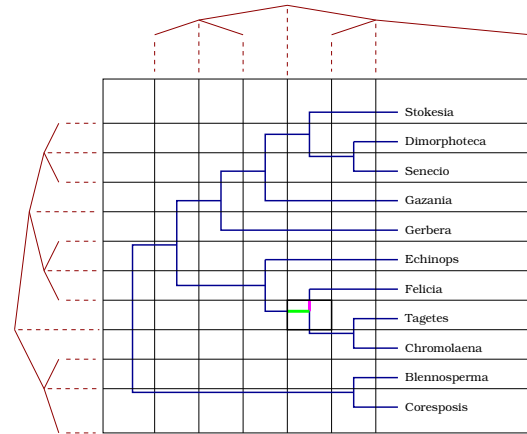 Stokesia
Dimorphoteca
Senecio
Gazania
Gerbera
Echinops
Felicia
Tagetes
Chromolaena
Blennosperma
Coresposis